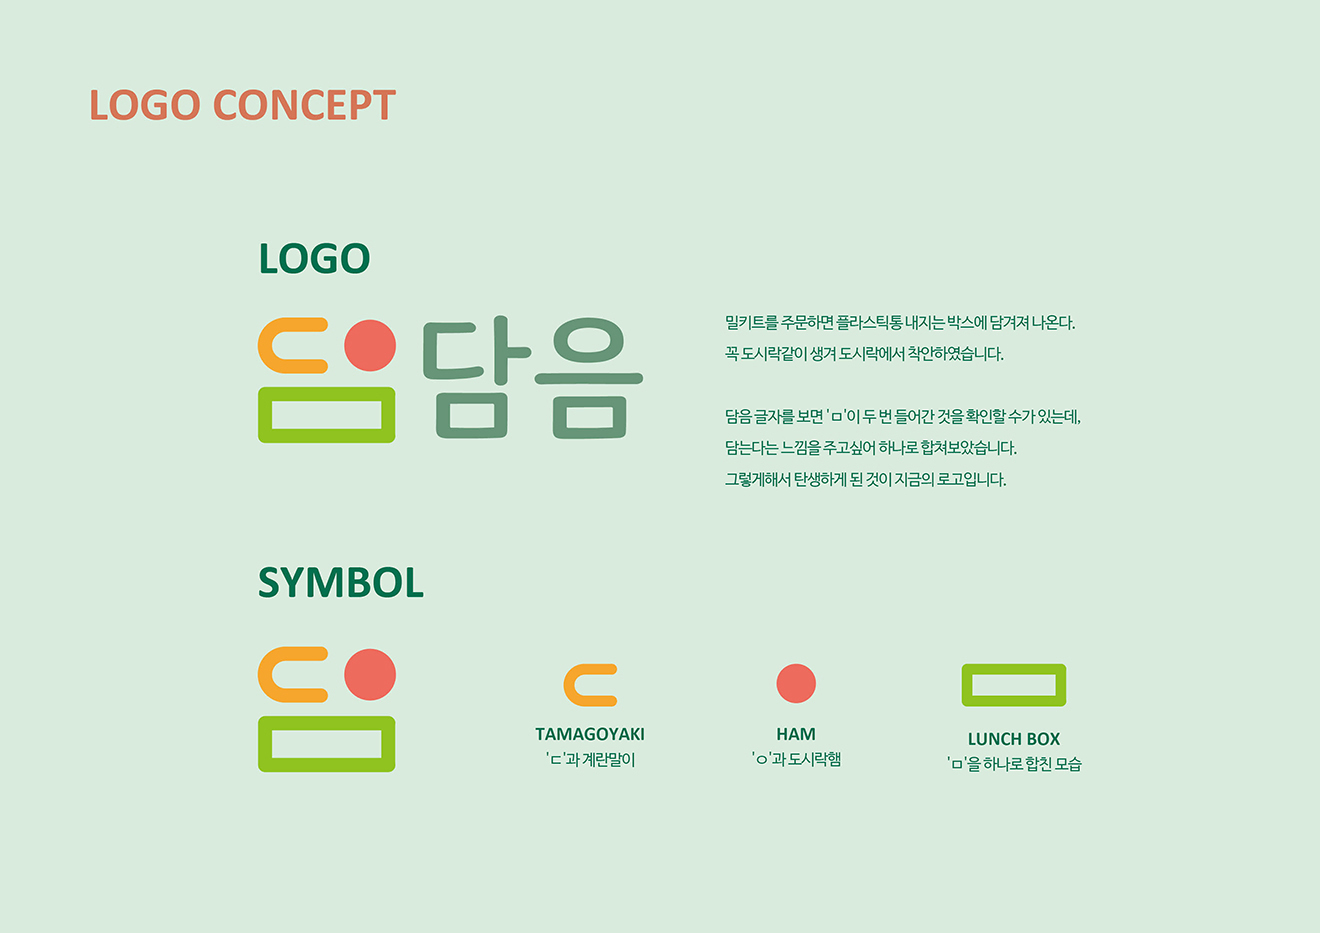 LOGO CONCEPT
LOGO
담음
밀키트를 주문하면 플라스틱통 내지는 박스에 담겨져 나온다.
꼭 도시락같이 생겨 도시락에서 착안하였습니다.
담음 글자를 보면 'ㅁ'이 두 번 들어간 것을 확인할 수가 있는데,
담는다는 느낌을 주고싶어 하나로 합쳐보았습니다.
그렇게해서 탄생하게 된 것이 지금의 로고입니다.
SYMBOL
TAMAGOYAKI
'ㄷ'과 계란말이
HAM
'ㅇ'과 도시락햄
LUNCH BOX
'ㅁ'을 하나로 합친 모습